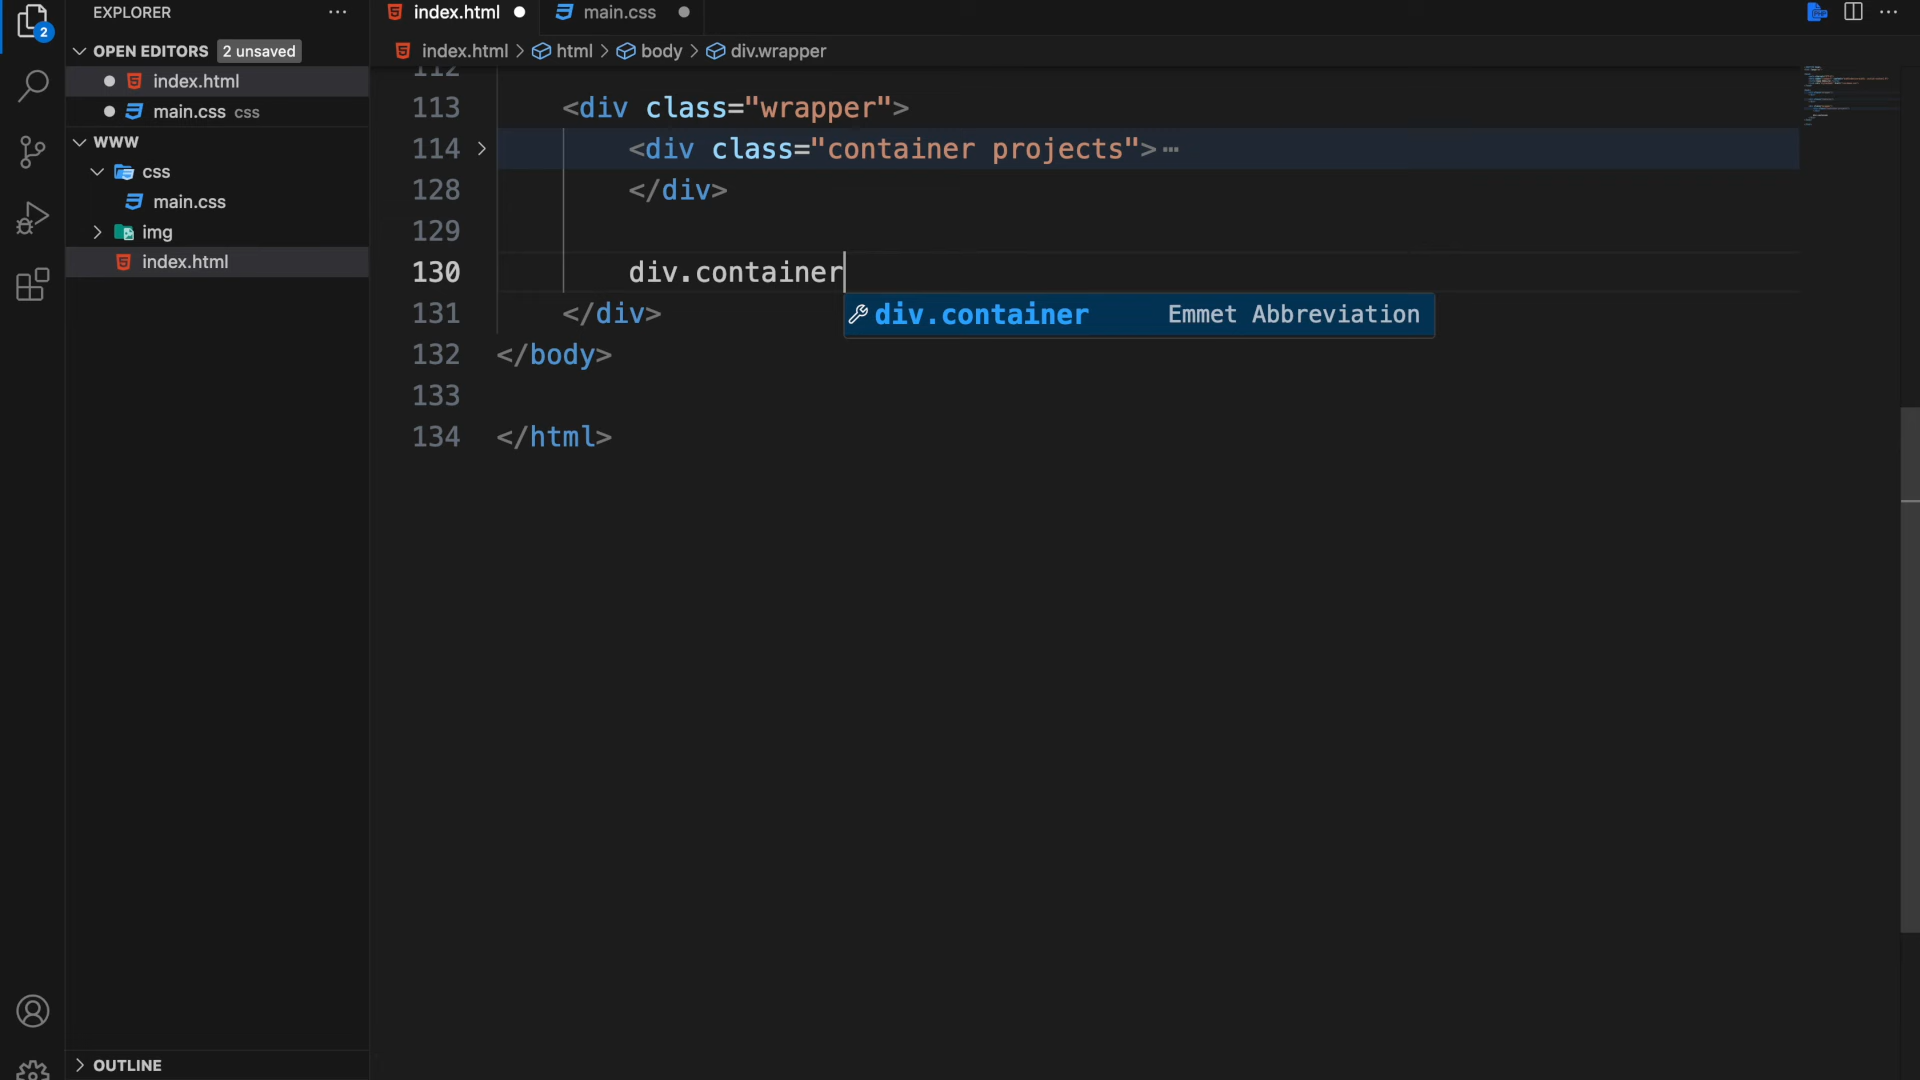 EXPLORER
index.html
main.css
2
OPEN EDITORS 2 unsaved
index.html > html > body > div.wrapper
index.html
main.css css
WWW
css
main.css
img
index.html
112
113 <div class="wrapper">
114 <div class="container projects">
128 </div>
129
130 div.container
div.container Emmet Abbreviation
131 </div>
132 </body>
133
134 </html>
OUTLINE